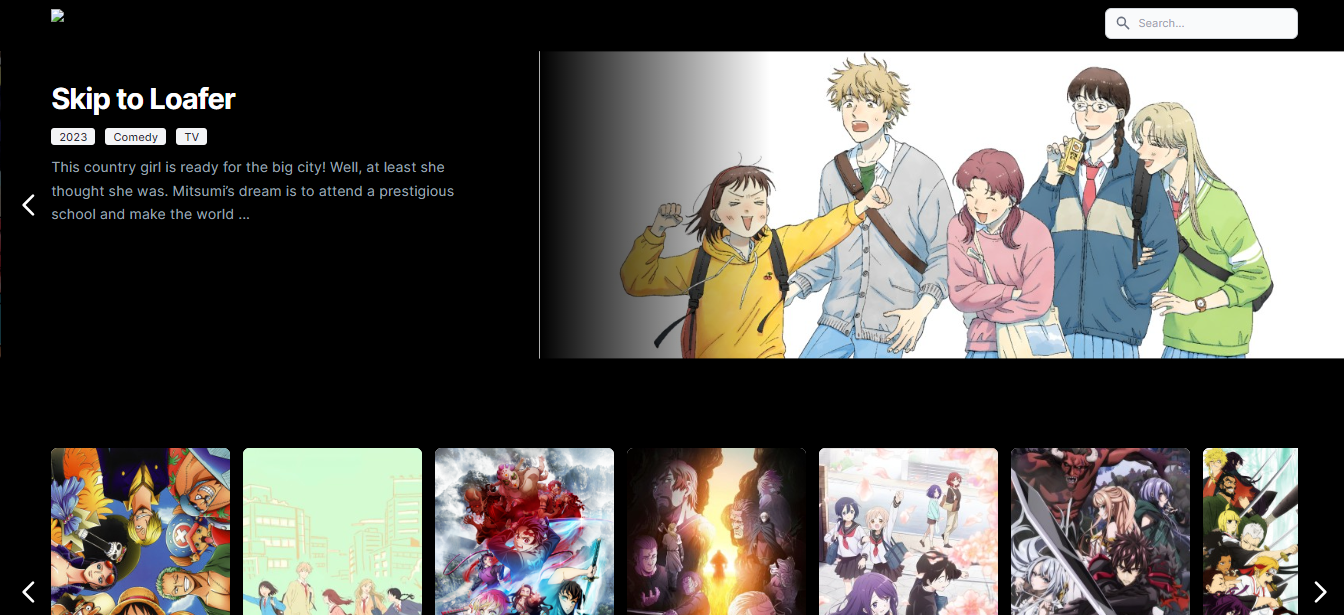 Search...
Skip to Loafer
2023 Comedy TV
This country girl is ready for the big city! Well, at least she
thought she was. Mitsumi’s dream is to attend a prestigious
school and make the world ...